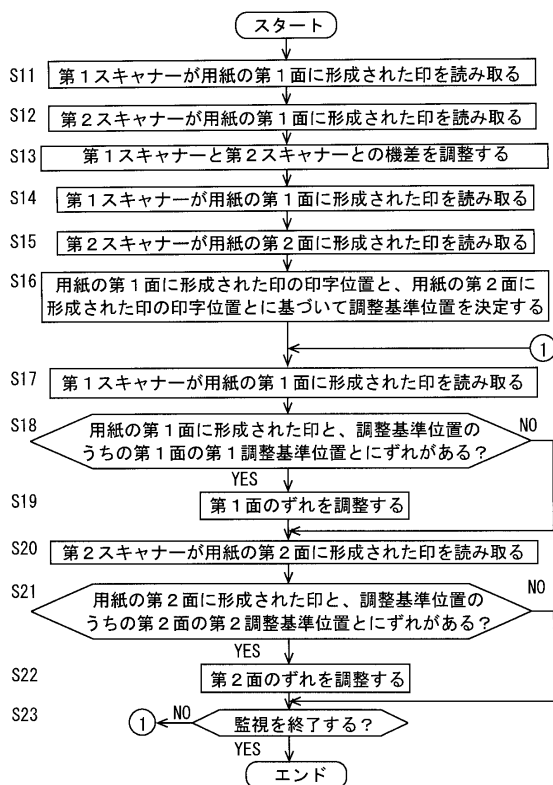 スタート
S11
第1スキャナーが用紙の第1面に形成された印を読み取る
S12
第2スキャナーが用紙の第1面に形成された印を読み取る
S13
第1スキャナーと第2スキャナーとの機差を調整する
S14
第1スキャナーが用紙の第1面に形成された印を読み取る
S15
第2スキャナーが用紙の第2面に形成された印を読み取る
S16
用紙の第1面に形成された印の印字位置と、用紙の第2面に
形成された印の印字位置とに基づいて調整基準位置を決定する
1
S17
第1スキャナーが用紙の第1面に形成された印を読み取る
S18
用紙の第1面に形成された印と、調整基準位置の
うちの第1面の第1調整基準位置とにずれがある?
NO
YES
S19
第1面のずれを調整する
S20
第2スキャナーが用紙の第2面に形成された印を読み取る
S21
用紙の第2面に形成された印と、調整基準位置の
うちの第2面の第2調整基準位置とにずれがある?
NO
YES
S22
第2面のずれを調整する
S23
1
NO
監視を終了する?
YES
エンド